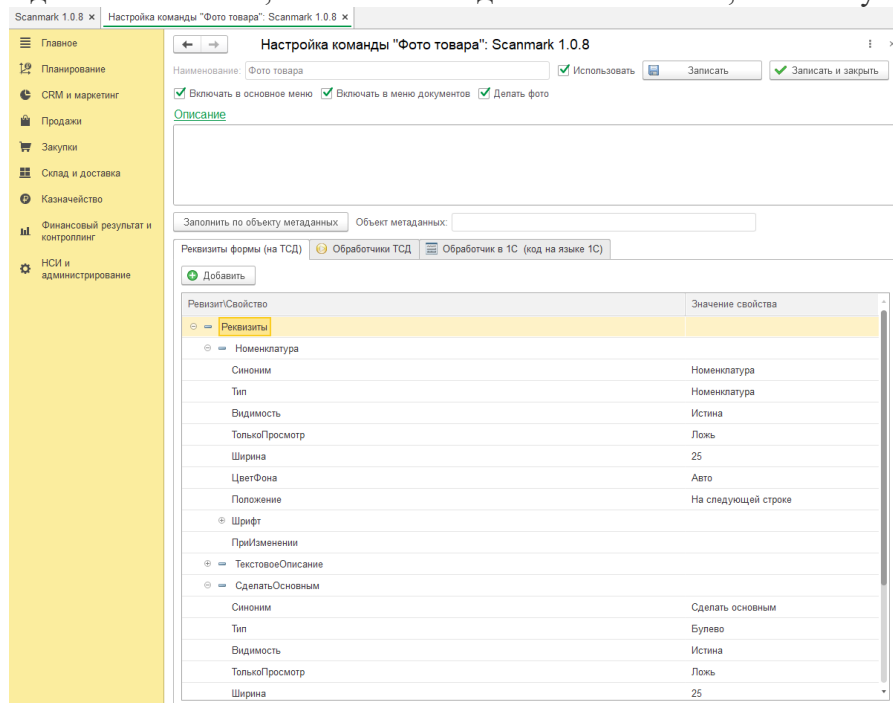 Scanmark 1.0.8 × Настройка команды "Фото товара": Scanmark 1.0.8 ×
Главное
Планирование
CRM и маркетинг
Продажи
Закупки
Склад и доставка
Казначейство
Финансовый результат и
контроллинг
НСИ и
администрирование
Настройка команды "Фото товара": Scanmark 1.0.8
Наименование: Фото товара Использовать Записать Записать и закрыть
Включать в основное меню Включать в меню документов Делать фото
Описание
Заполнить по объекту метаданных Объект метаданных:
Реквизиты формы (на ТСД) Обработчики ТСД Обработчик в 1С (код на языке 1С)
Добавить
Ревизит\Свойство Значение свойства
Реквизиты
Номенклатура
Синоним Номенклатура
Тип Номенклатура
Видимость Истина
ТолькоПросмотр Ложь
Ширина 25
ЦветФона Авто
Положение На следующей строке
Шрифт
ПриИзменении
ТекстовоеОписание
СделатьОсновным
Синоним Сделать основным
Тип Булево
Видимость Истина
ТолькоПросмотр Ложь
Ширина 25